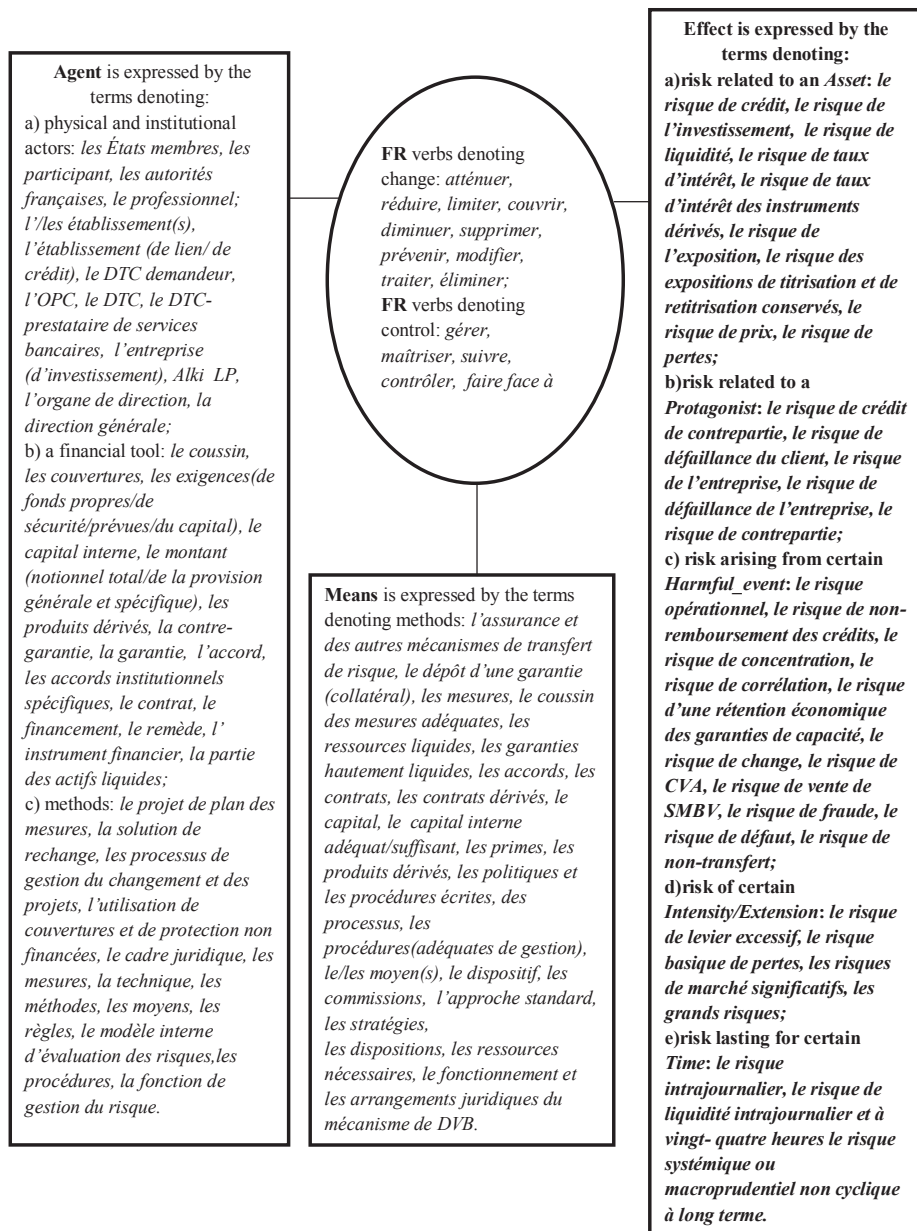 Agent is expressed by the
terms denoting:
a) physical and institutional
actors: les États membres, les
participant, les autorités
françaises, le professionnel;
l’/les établissement(s),
l’établissement (de lien/ de
crédit), le DTC demandeur,
l’OPC, le DTC, le DTC-
prestataire de services
bancaires, l’entreprise
(d’investissement), Alki LP,
l’organe de direction, la
direction générale;
b) a financial tool: le coussin,
les couvertures, les exigences(de
fonds propres/de
sécurité/prévues/du capital), le
capital interne, le montant
(notionnel total/de la provision
générale et spécifique), les
produits dérivés, la contre-
garantie, la garantie, l’accord,
les accords institutionnels
spécifiques, le contrat, le
financement, le remède, l’
instrument financier, la partie
des actifs liquides;
c) methods: le projet de plan des
mesures, la solution de
rechange, les processus de
gestion du changement et des
projets, l’utilisation de
couvertures et de protection non
financées, le cadre juridique, les
mesures, la technique, les
méthodes, les moyens, les
règles, le modèle interne
d’évaluation des risques,les
procédures, la fonction de
gestion du risque.
FR verbs denoting
change: atténuer,
réduire, limiter, couvrir,
diminuer, supprimer,
prévenir, modifier,
traiter, éliminer;
FR verbs denoting
control: gérer,
maîtriser, suivre,
contrôler, faire face à
Means is expressed by the terms
denoting methods: l’assurance et
des autres mécanismes de transfert
de risque, le dépôt d’une garantie
(collatéral), les mesures, le coussin
des mesures adéquates, les
ressources liquides, les garanties
hautement liquides, les accords, les
contrats, les contrats dérivés, le
capital, le capital interne
adéquat/suffisant, les primes, les
produits dérivés, les politiques et
les procédures écrites, des
processus, les
procédures(adéquates de gestion),
le/les moyen(s), le dispositif, les
commissions, l’approche standard,
les stratégies,
les dispositions, les ressources
nécessaires, le fonctionnement et
les arrangements juridiques du
mécanisme de DVB.
Effect is expressed by the
terms denoting:
a)risk related to an Asset: le
risque de crédit, le risque de
l’investissement, le risque de
liquidité, le risque de taux
d’intérêt, le risque de taux
d’intérêt des instruments
dérivés, le risque de
l’exposition, le risque des
expositions de titrisation et de
retitrisation conservés, le
risque de prix, le risque de
pertes;
b)risk related to a
Protagonist: le risque de crédit
de contrepartie, le risque de
défaillance du client, le risque
de l’entreprise, le risque de
défaillance de l’entreprise, le
risque de contrepartie;
c) risk arising from certain
Harmful_event: le risque
opérationnel, le risque de non-
remboursement des crédits, le
risque de concentration, le
risque de corrélation, le risque
d’une rétention économique
des garanties de capacité, le
risque de change, le risque de
CVA, le risque de vente de
SMBV, le risque de fraude, le
risque de défaut, le risque de
non-transfert;
d)risk of certain
Intensity/Extension: le risque
de levier excessif, le risque
basique de pertes, les risques
de marché significatifs, les
grands risques;
e)risk lasting for certain
Time: le risque
intrajournalier, le risque de
liquidité intrajournalier et à
vingt- quatre heures le risque
systémique ou
macroprudentiel non cyclique
à long terme.